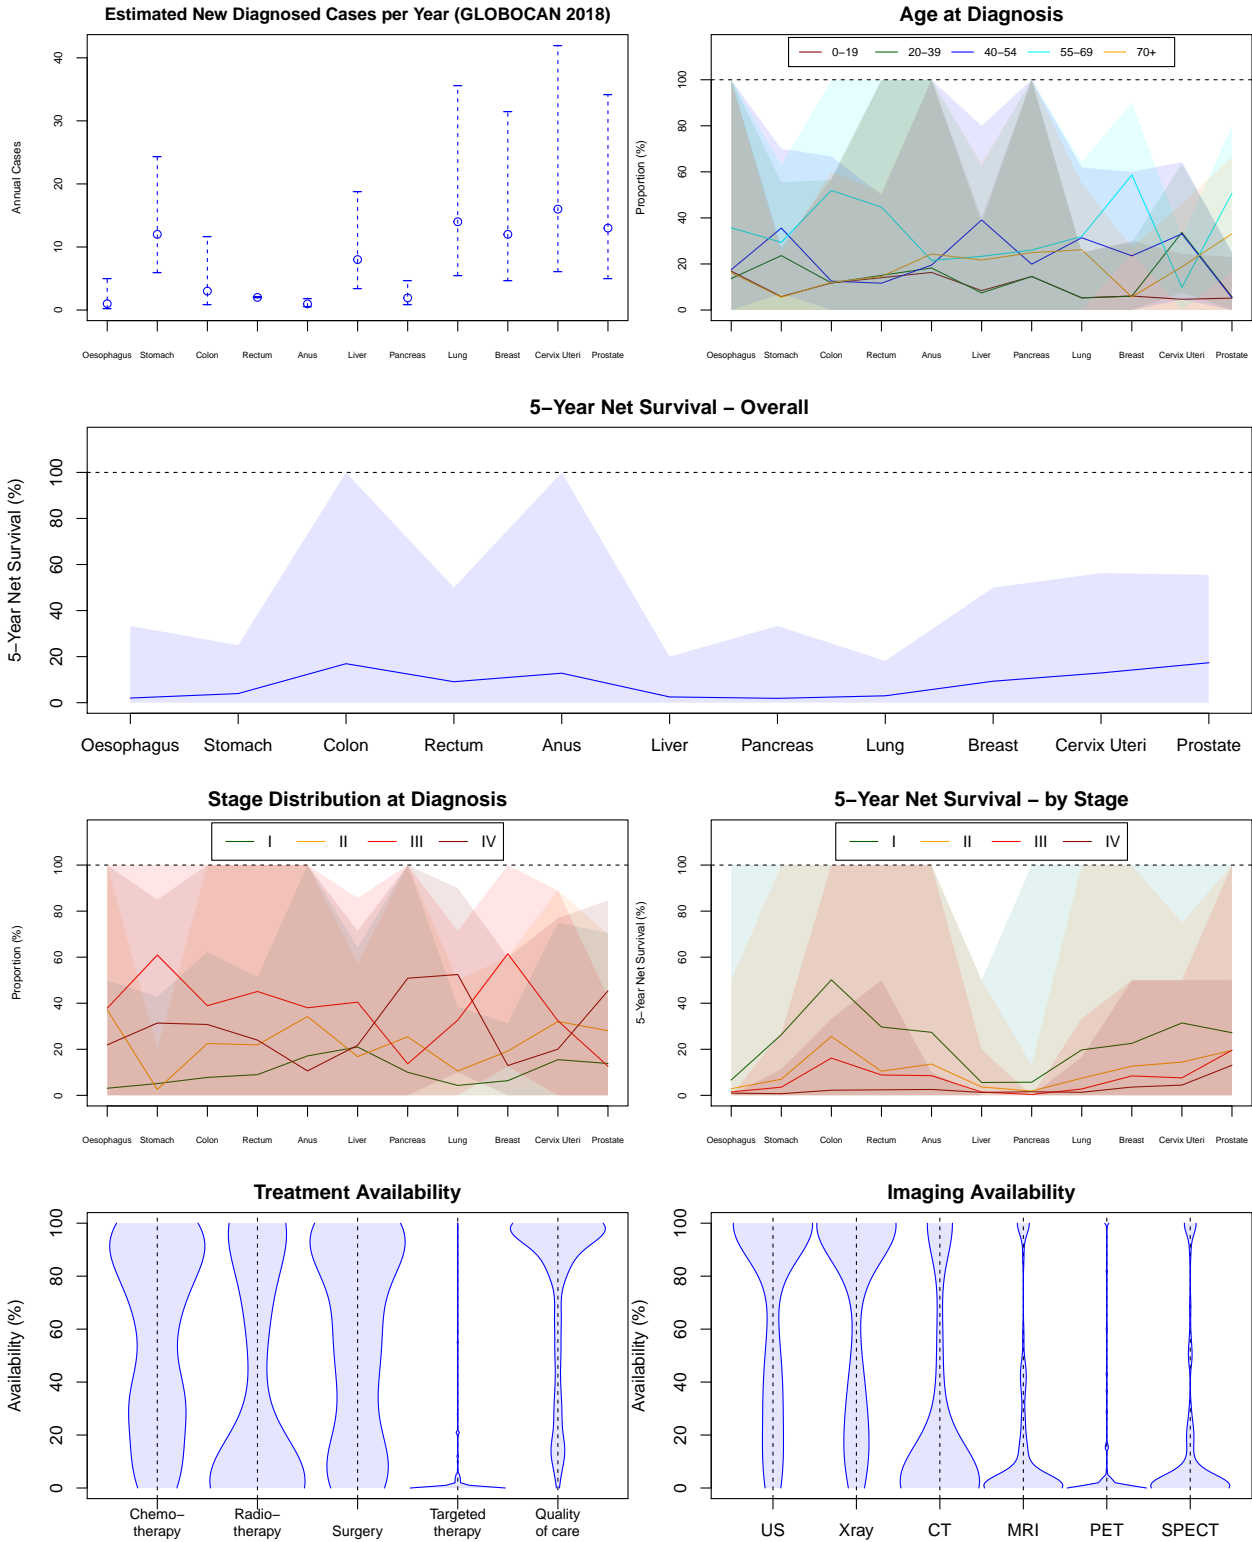 Estimated New Diagnosed Cases per Year (GLOBOCAN 2018)
Annual Cases
40
30
20
10
0
Oesophagus Stomach Colon Rectum Anus Liver Pancreas Lung Breast Cervix Uteri Prostate
Age at Diagnosis
0−19 20−39 40−54 55−69 70+
Proportion (%)
100
80
60
40
20
0
Oesophagus Stomach Colon Rectum Anus Liver Pancreas Lung Breast Cervix Uteri Prostate
5−Year Net Survival − Overall
5−Year Net Survival (%)
100
80
60
40
20
0
Oesophagus Stomach Colon Rectum Anus Liver Pancreas Lung Breast Cervix Uteri Prostate
Stage Distribution at Diagnosis
I II III IV
Proportion (%)
100
80
60
40
20
0
Oesophagus Stomach Colon Rectum Anus Liver Pancreas Lung Breast Cervix Uteri Prostate
5−Year Net Survival − by Stage
I II III IV
5−Year Net Survival (%)
100
80
60
40
20
0
Oesophagus Stomach Colon Rectum Anus Liver Pancreas Lung Breast Cervix Uteri Prostate
Treatment Availability
Availability (%)
100
80
60
40
20
0
Chemo−
therapy
Radio−
therapy
Surgery
Targeted
therapy
Quality
of care
Imaging Availability
Availability (%)
100
80
60
40
20
0
US Xray CT MRI PET SPECT